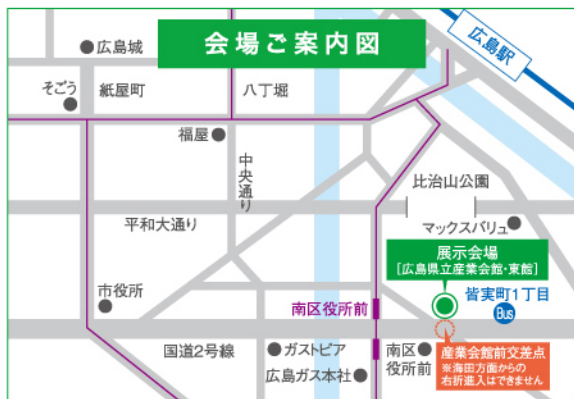 会場ご案内図
広島駅
広島城
そごう
紙屋町
八丁堀
福屋
中央通り
比治山公園
平和大通り
マックスバリュ
展示会場
[広島県立産業会館・東館]
市役所
南区役所前
皆実町1丁目
Bus
国道2号線
ガストピア
広島ガス本社
南区
役所前
産業会館前交差点
※海田方面からの
右折進入はできません